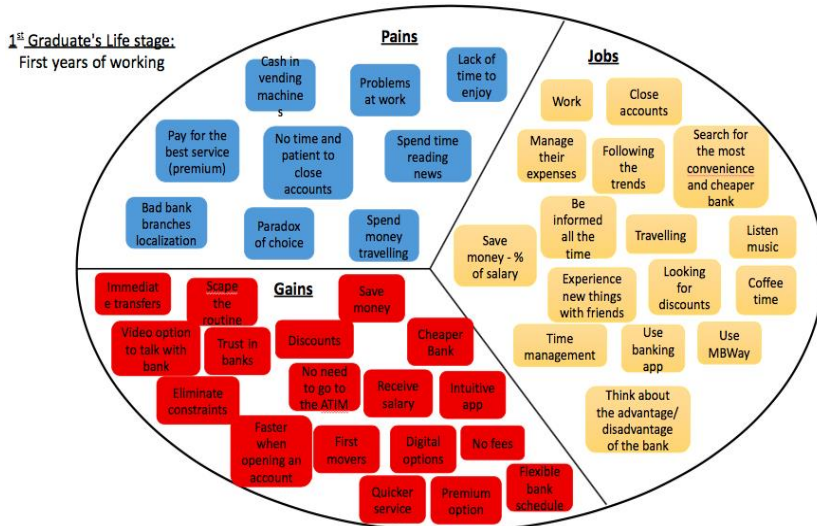 1st Graduate's Life stage:
First years of working
Pains
Cash in
vending
machine
s
Problems
at work
Lack of
time to
enjoy
Pay for the
best service
(premium)
No time and
patient to
close
accounts
Spend time
reading
news
Bad bank
branches
localization
Paradox
of choice
Spend
money
travelling
Jobs
Work
Close
accounts
Manage
their
expenses
Following
the
trends
Search for
the most
convenience
and cheaper
bank
Be
informed
all the
time
Travelling
Listen
music
Save
money - %
of salary
Experience
new things
with friends
Looking
for
discounts
Coffee
time
Time
management
Use
banking
app
Use
MBWay
Think about
the advantage/
disadvantage
of the bank
Gains
Immediat
e transfers
Scape
the
routine
Save
money
Video option
to talk with
bank
Trust in
banks
Discounts
Cheaper
Bank
Eliminate
constraints
No need
to go to
the ATIM
Receive
salary
Intuitive
app
Faster
when
opening an
account
First
movers
Digital
options
No fees
Quicker
service
Premium
option
Flexible
bank
schedule